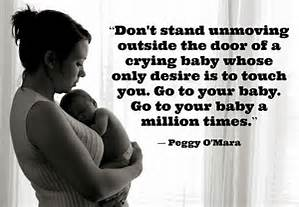 “Don't stand unmoving
outside the door of a
crying baby whose
only desire is to touch
you. Go to your baby.
Go to your baby a
million times.”
— Peggy O'Mara